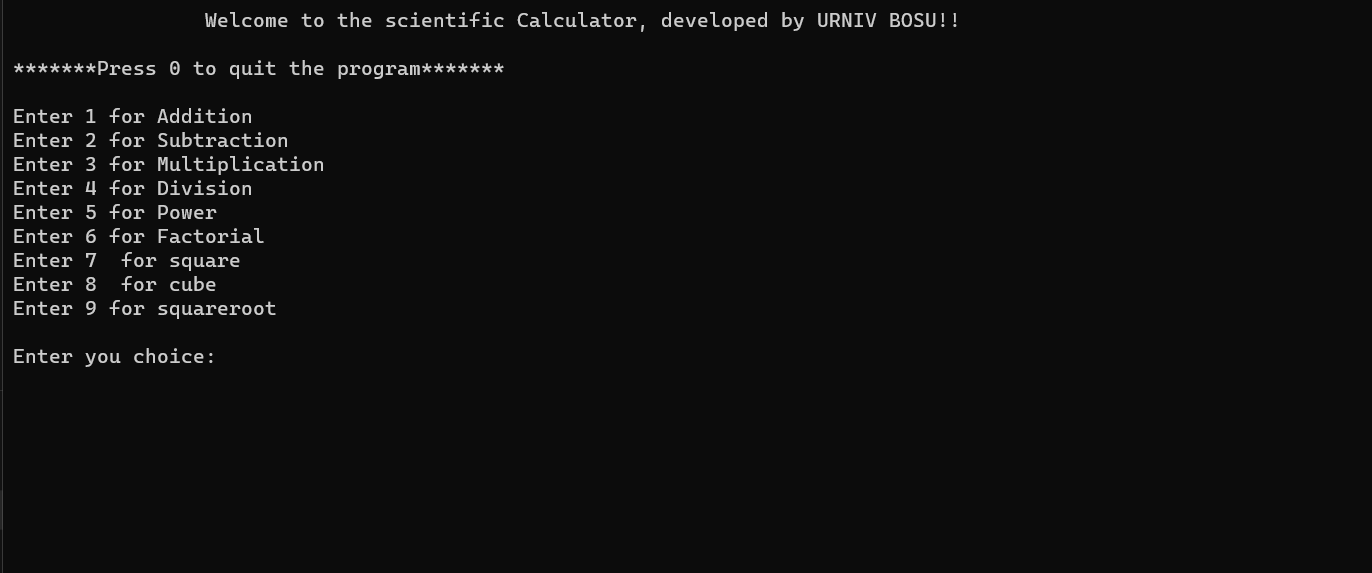 Welcome to the scientific Calculator, developed by URNIV BOSU!!
*******Press 0 to quit the program*******
Enter 1 for Addition
Enter 2 for Subtraction
Enter 3 for Multiplication
Enter 4 for Division
Enter 5 for Power
Enter 6 for Factorial
Enter 7  for square
Enter 8  for cube
Enter 9 for squareroot
Enter you choice: